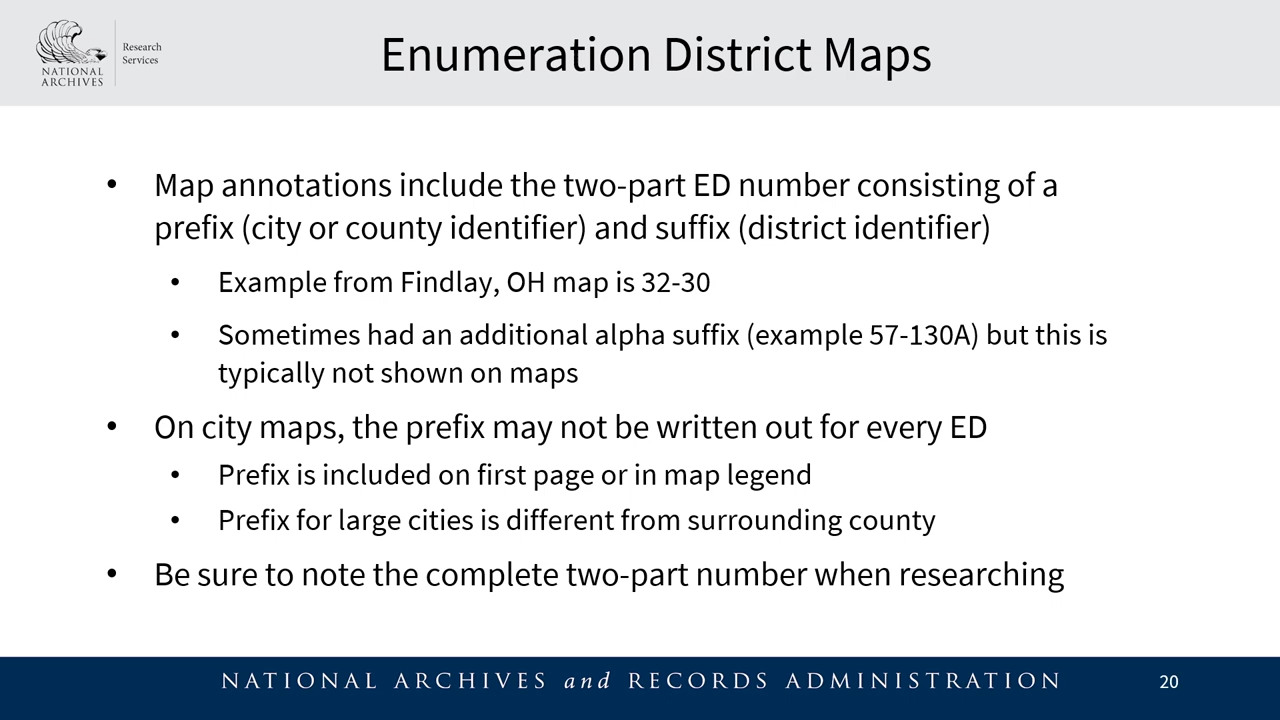 NATIONAL
ARCHIVES
Research
Services
Enumeration District Maps
• Map annotations include the two-part ED number consisting of a
prefix (city or county identifier) and suffix (district identifier)
• Example from Findlay, OH map is 32-30
• Sometimes had an additional alpha suffix (example 57-130A) but this is
typically not shown on maps
• On city maps, the prefix may not be written out for every ED
• Prefix is included on first page or in map legend
• Prefix for large cities is different from surrounding county
• Be sure to note the complete two-part number when researching
NATIONAL ARCHIVES and RECORDS ADMINISTRATION
20